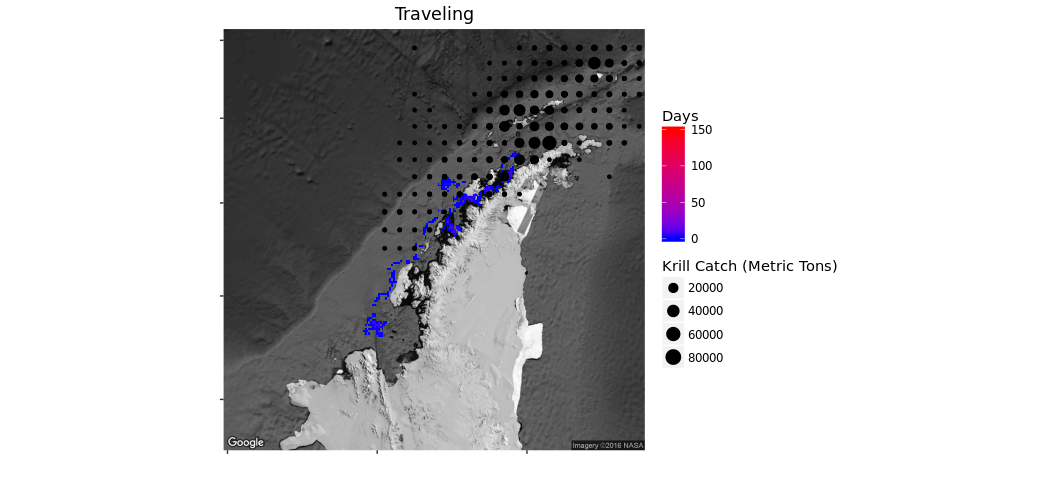 Traveling
Days
150
100
50
0
Krill Catch (Metric Tons)
20000
40000
60000
80000
Google
Imagery ©2016 NASA